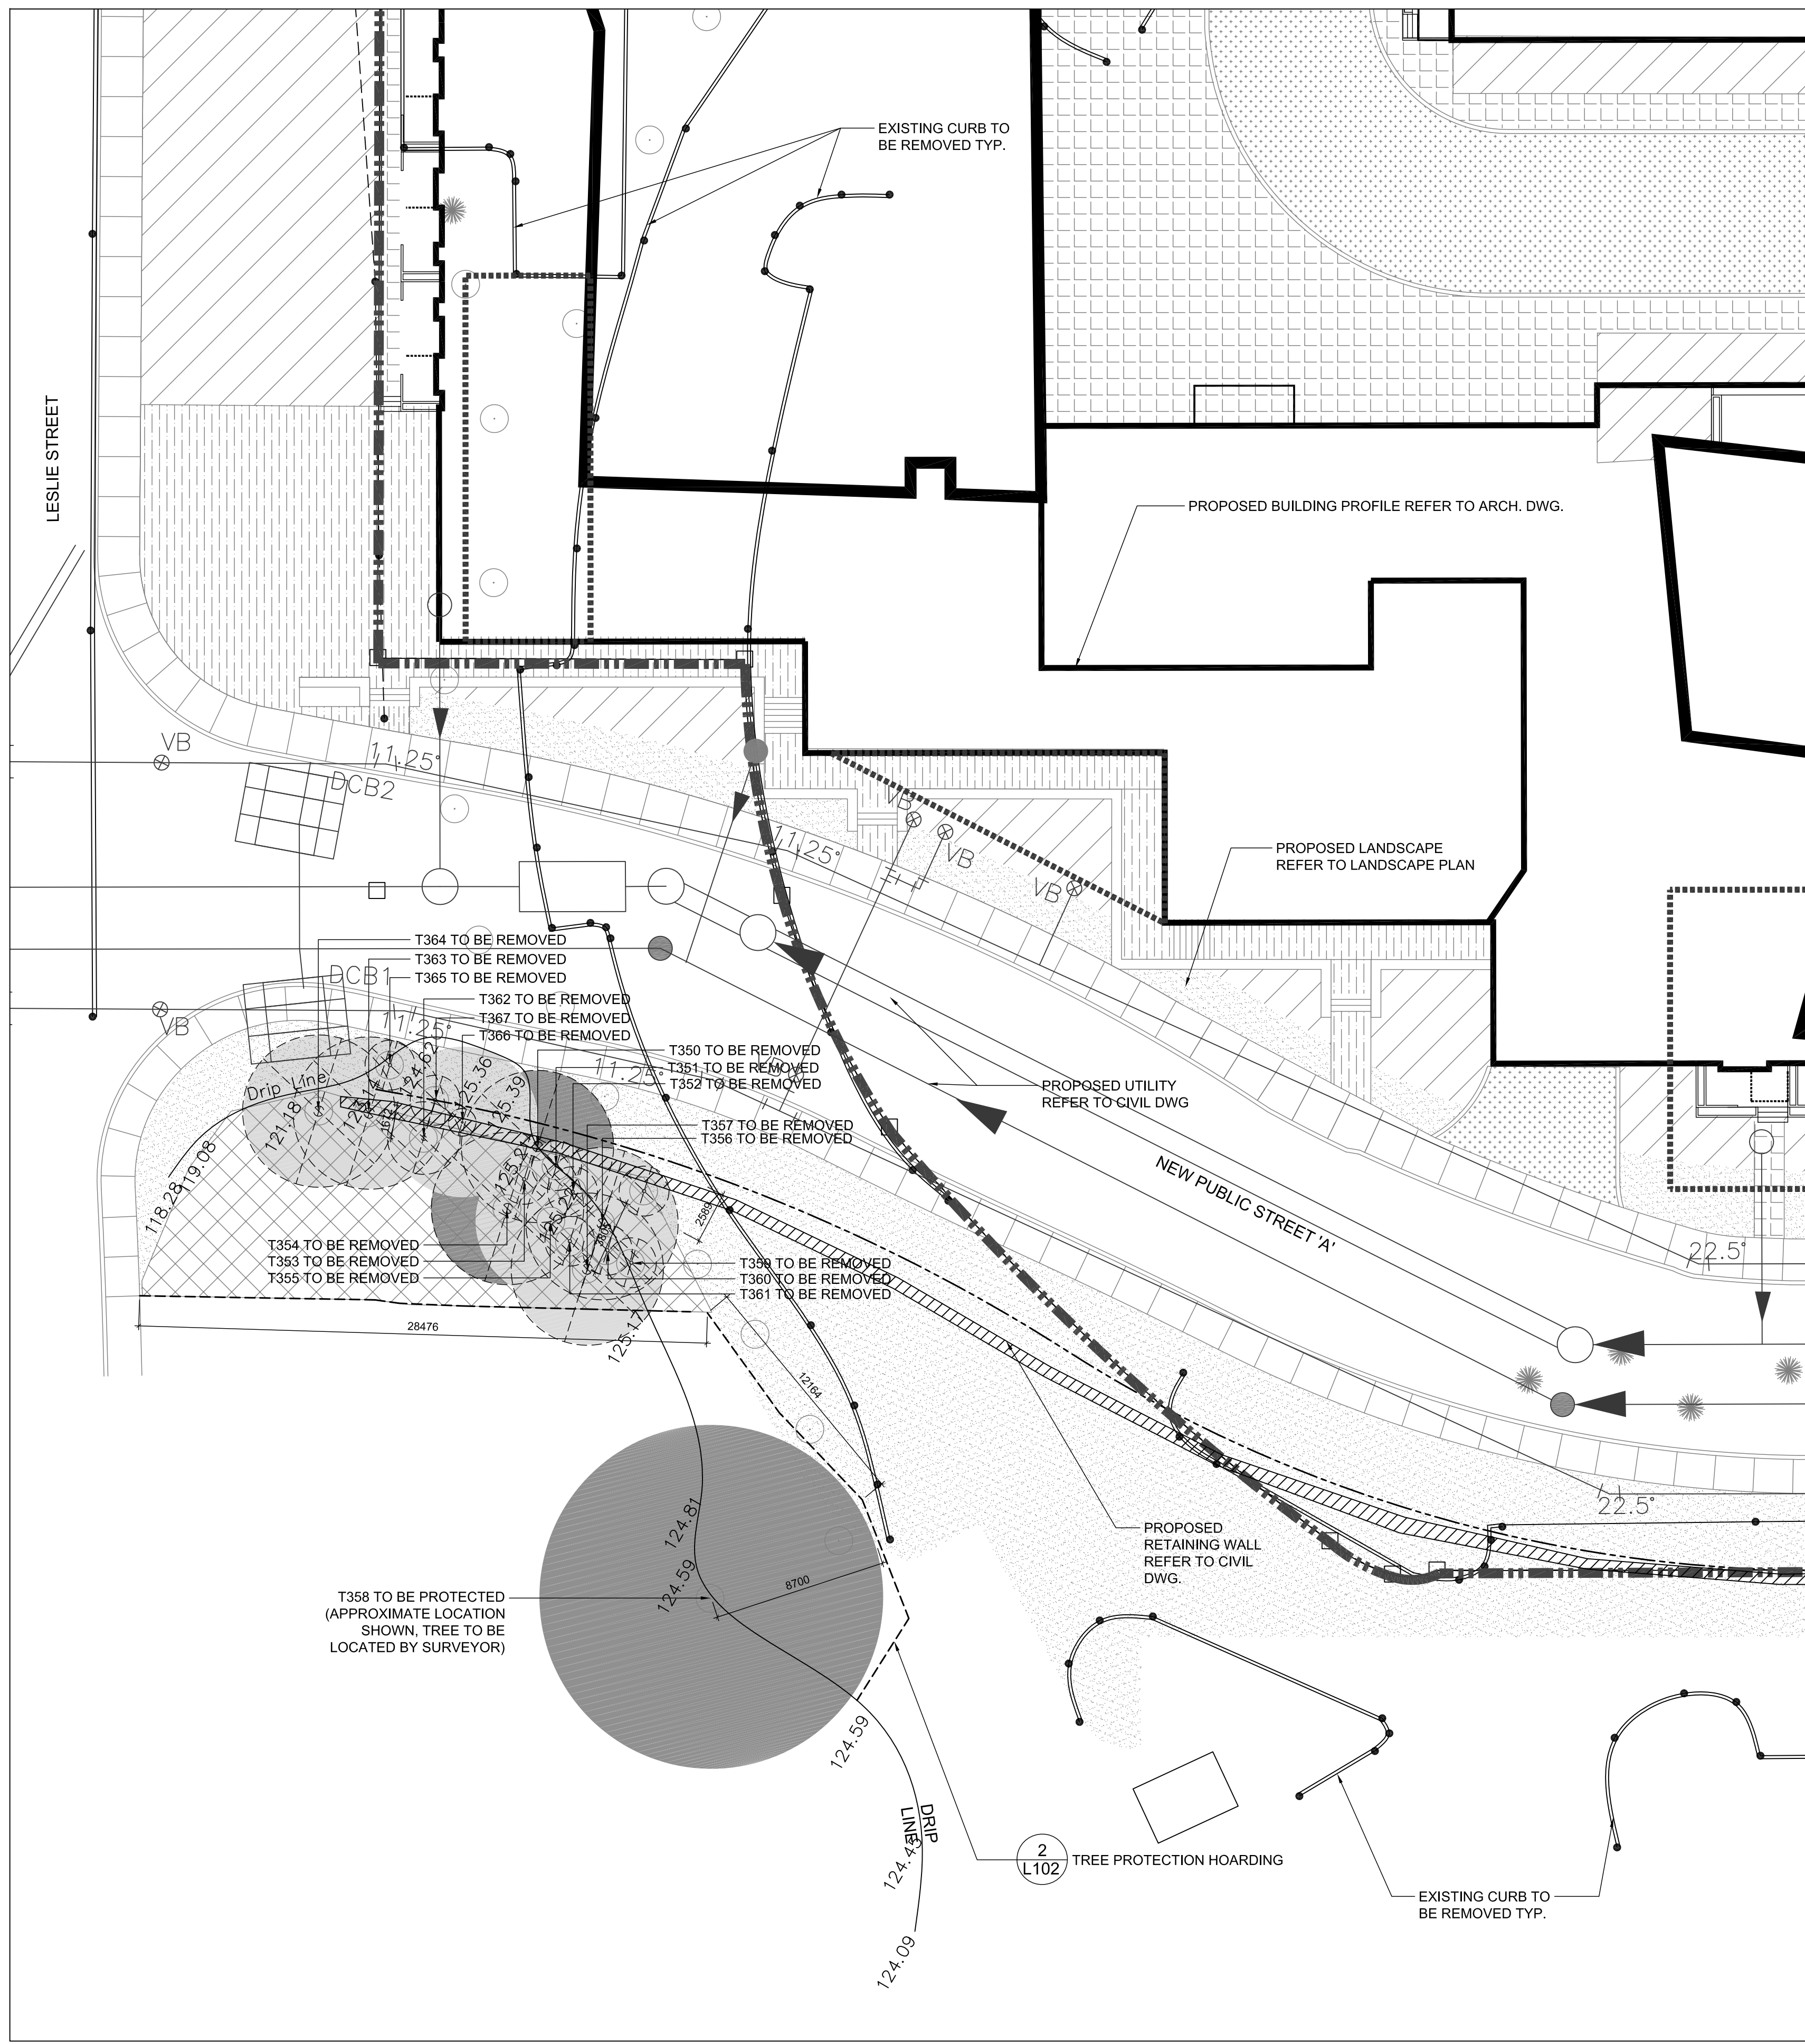 EXISTING CURB TO
BE REMOVED TYP.
LESLIE STREET
PROPOSED BUILDING PROFILE REFER TO ARCH. DWG.
VB
11.25°
DCB2
VB
11.25°
VB
VB
PROPOSED LANDSCAPE
REFER TO LANDSCAPE PLAN
T364 TO BE REMOVED
T363 TO BE REMOVED
T365 TO BE REMOVED
DCB1
VB
11.25°
T362 TO BE REMOVED
T367 TO BE REMOVED
T366 TO BE REMOVED
T350 TO BE REMOVED
T351 TO BE REMOVED
T352 TO BE REMOVED
11.25°
PROPOSED UTILITY
REFER TO CIVIL DWG
T357 TO BE REMOVED
T356 TO BE REMOVED
Drip Line
124.62
125.36
125.39
121.18
119.08
118.28
NEW PUBLIC STREET 'A'
2589
T354 TO BE REMOVED
T353 TO BE REMOVED
T355 TO BE REMOVED
125.22
T359 TO BE REMOVED
T360 TO BE REMOVED
T361 TO BE REMOVED
22.5°
28476
125.17
12164
22.5°
124.81
124.59
8700
PROPOSED
RETAINING WALL
REFER TO CIVIL
DWG.
T358 TO BE PROTECTED
(APPROXIMATE LOCATION
SHOWN, TREE TO BE
LOCATED BY SURVEYOR)
124.59
DRIP
LINE
124.45
2
L102
TREE PROTECTION HOARDING
EXISTING CURB TO
BE REMOVED TYP.
124.09